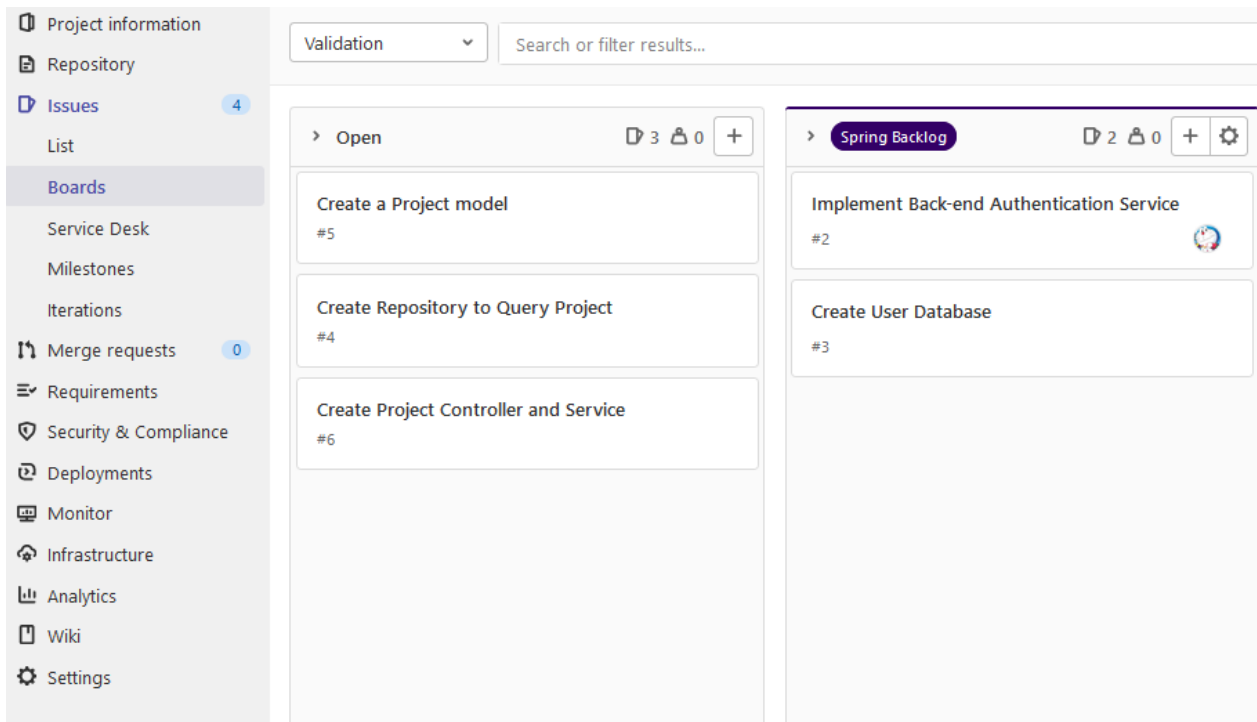 Project information
Repository
Issues 4
List
Boards
Service Desk
Milestones
Iterations
Merge requests 0
Requirements
Security & Compliance
Deployments
Monitor
Infrastructure
Analytics
Wiki
Settings
Validation
Search or filter results...
Open 3 0 +
Create a Project model
#5
Create Repository to Query Project
#4
Create Project Controller and Service
#6
Spring Backlog 2 0 +
Implement Back-end Authentication Service
#2
Create User Database
#3